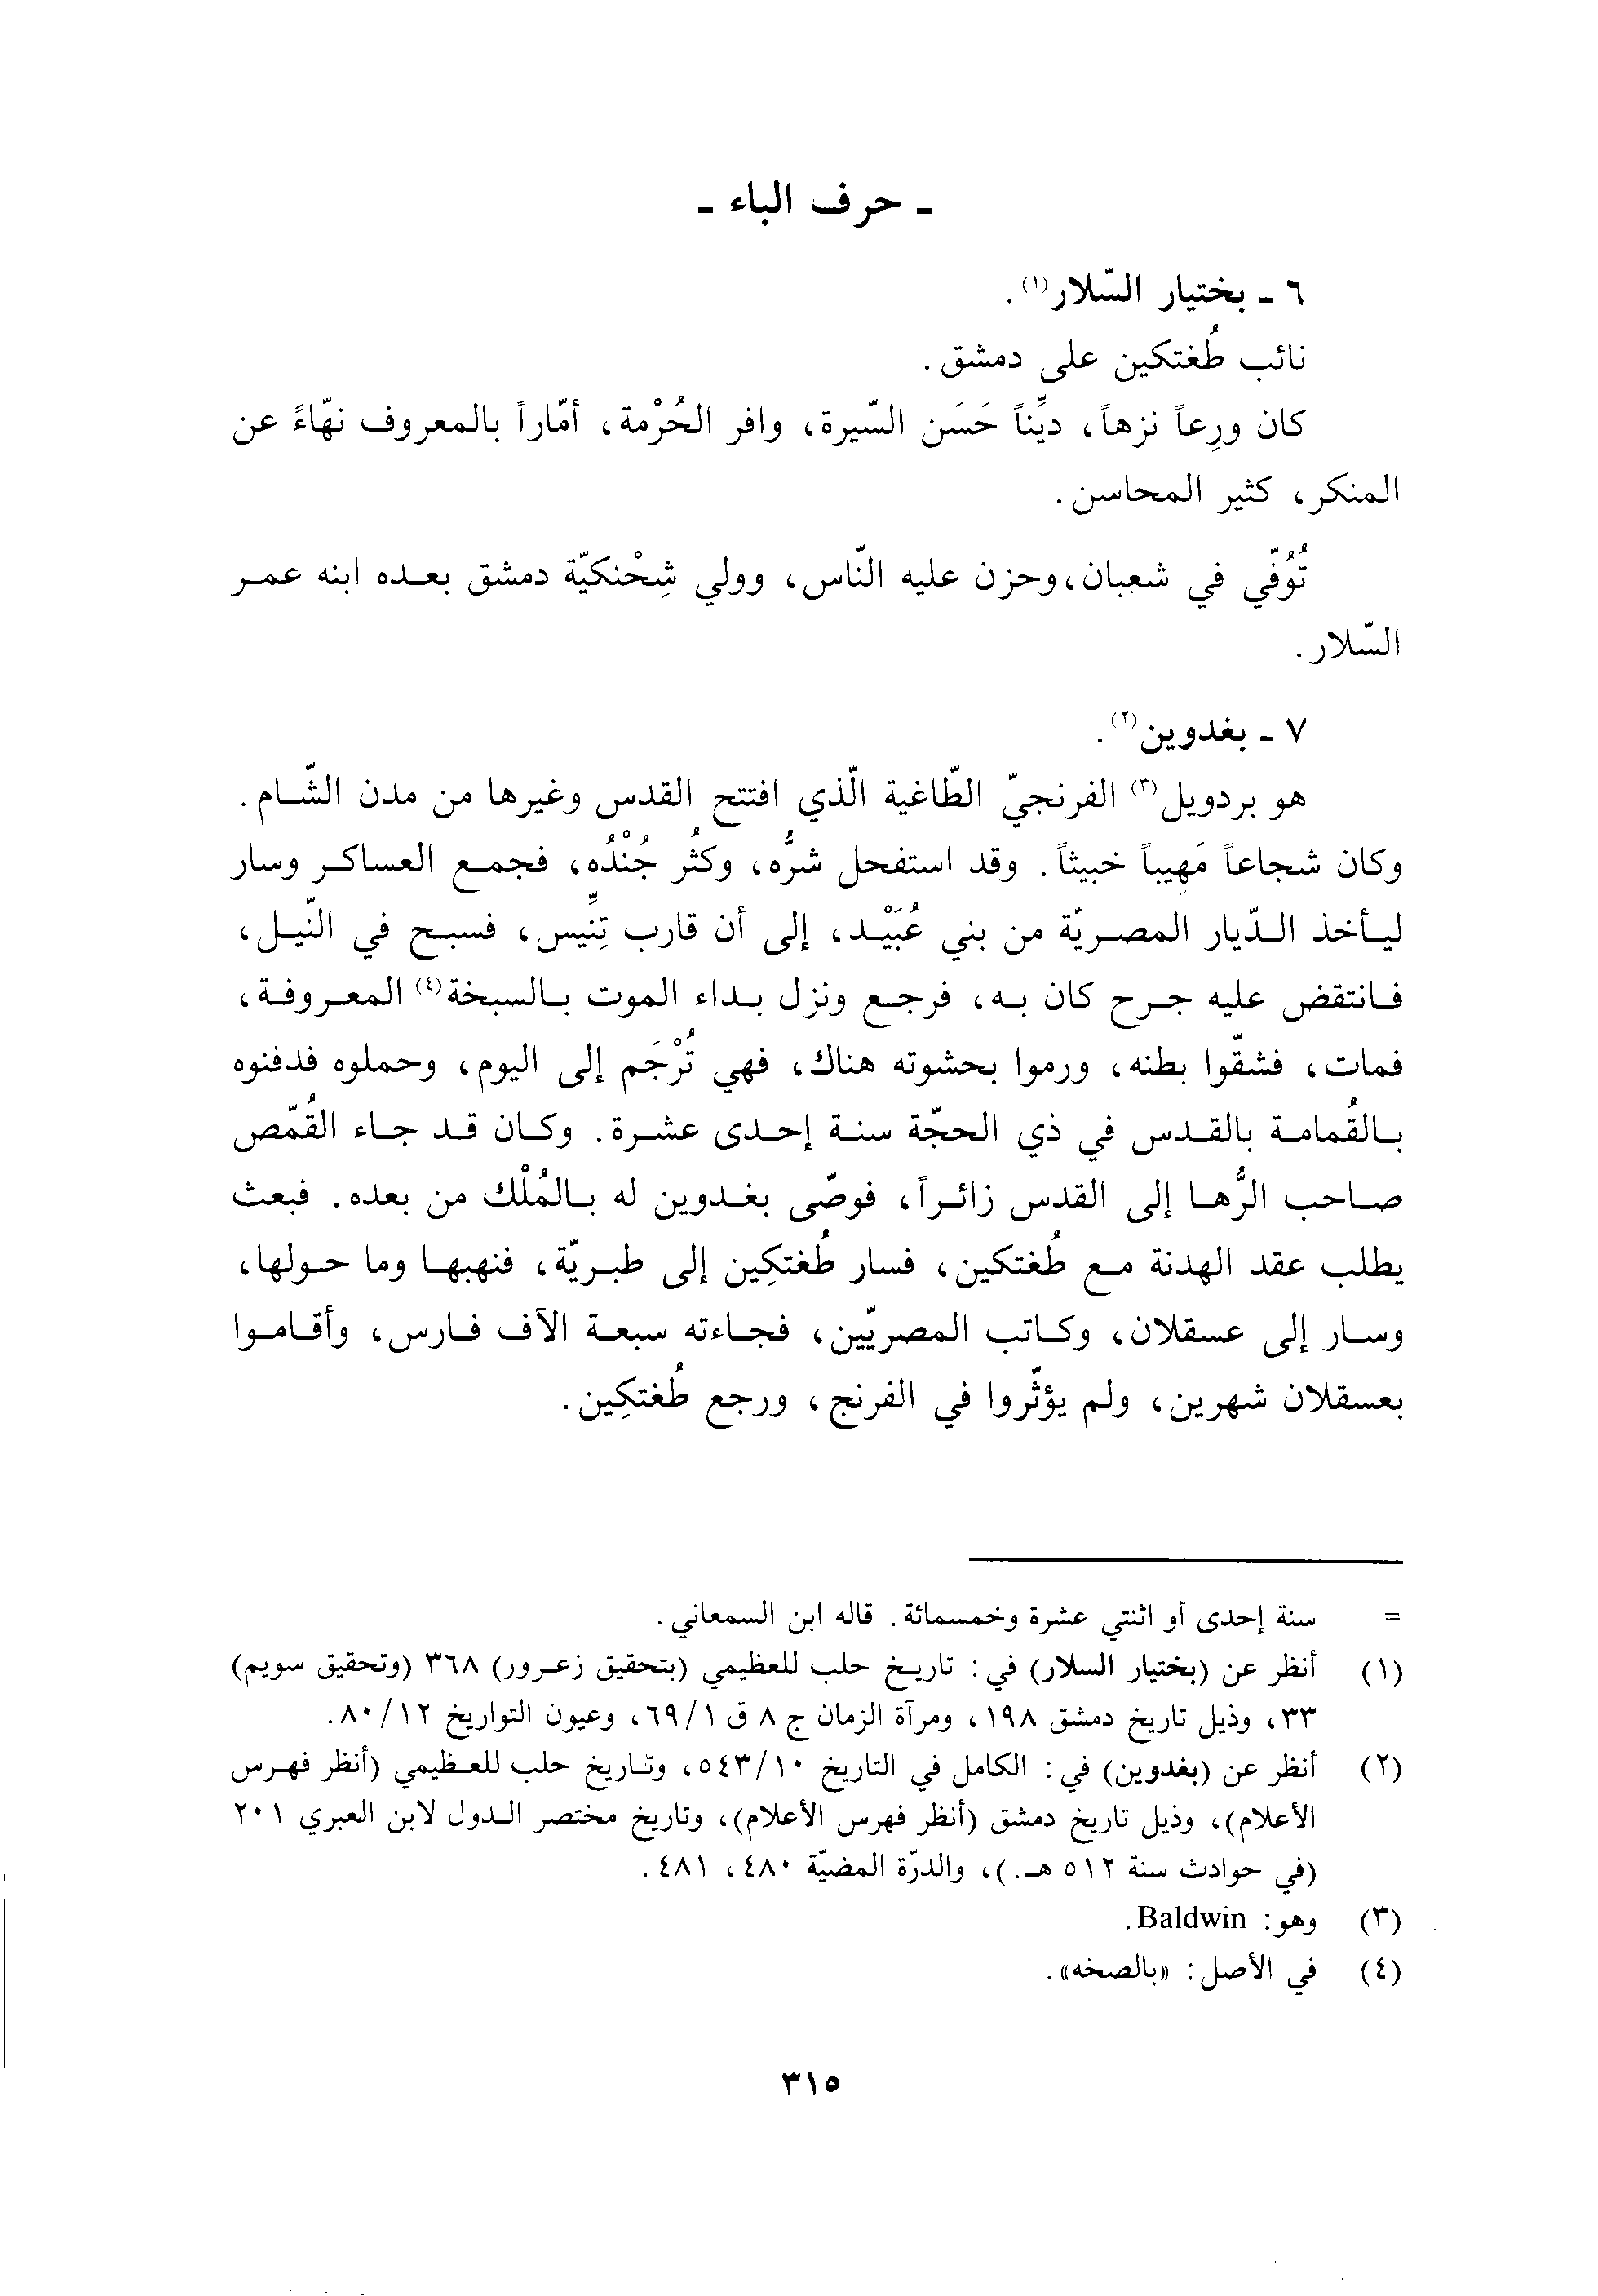 ـ حرف الباء ـ
٦ ـ بختيار السّلار(١).
نائب طُغتكين على دمشق.
كان ورِعاً نزهاً، ديِّناً حَسَن السّيرة، وافر الحُرْمة، أمّاراً بالمعروف نهّاءً عن
المنكر، كثير المحاسن.
تُوُفّي في شعبان، وحزن عليه النّاس، وولي شِحْنكيّة دمشق بعده ابنه عمر
السّلار.
٧ ـ بغدوين(٢).
هو بردويل(٣) الفرنجيّ الطّاغية الّذي افتتح القدس وغيرها من مدن الشّام.
وكان شجاعاً مَهِيباً خبيثاً. وقد استفحل شرُّه، وكثُر جُنْدُه، فجمع العساكر وسار
ليأخذ الدّيار المصريّة من بني عُبَيْد، إلى أن قارب تِنِّيس، فسبح في النّيل،
فانتقض عليه جرح كان به، فرجع ونزل بداء الموت بالسبخة(٤) المعروفة،
فمات، فشقّوا بطنه، ورموا بحشوته هناك، فهي تُرْجَم إلى اليوم، وحملوه فدفنوه
بالقُمامة بالقدس في ذي الحجّة سنة إحدى عشرة. وكان قد جاء القُمّص
صاحب الرُّها إلى القدس زائراً، فوصّى بغدوين له بالمُلْك من بعده. فبعث
يطلب عقد الهدنة مع طُغتكين، فسار طُغتكِين إلى طبريّة، فنهبها وما حولها،
وسار إلى عسقلان، وكاتب المصريّين، فجاءته سبعة الآف فارس، وأقاموا
بعسقلان شهرين، ولم يؤثّروا في الفرنج، ورجع طُغتكِين.
= سنة إحدى أو اثنتي عشرة وخمسمائة. قاله ابن السمعاني.
(١) أنظر عن (بختيار السلار) في: تاريخ حلب للعظيمي (بتحقيق زعرور) ٣٦٨ (وتحقيق سويم)
٣٣، وذيل تاريخ دمشق ١٩٨، ومرآة الزمان ج ٨ ق ٦٩/١، وعيون التواريخ ٨٠/١٢.
(٢) أنظر عن (بغدوين) في: الكامل في التاريخ ٥٤٣/١٠، وتاريخ حلب للعظيمي (أنظر فهرس
الأعلام)، وذيل تاريخ دمشق (أنظر فهرس الأعلام)، وتاريخ مختصر الدول لابن العبري ٢٠١
(في حوادث سنة ٥١٢ هـ.)، والدرّة المضيّة ٤٨٠، ٤٨١.
(٣) وهو: Baldwin.
(٤) في الأصل: «بالصخه».
٣١٥